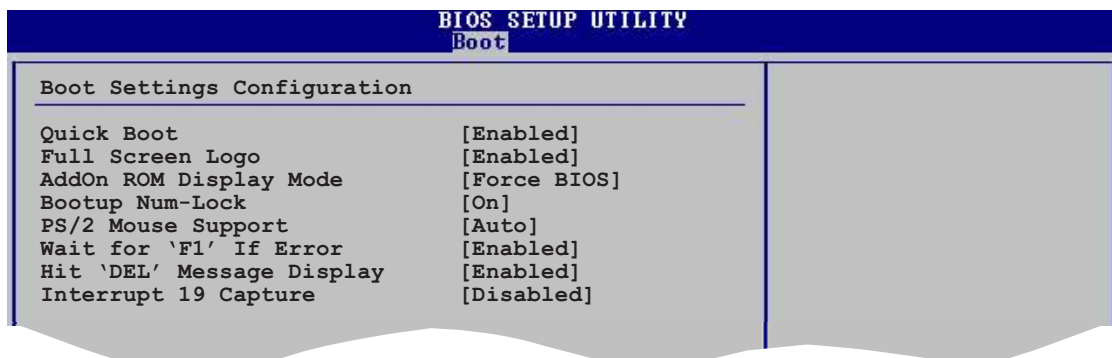 BIOS SETUP UTILITY
Boot
Boot Settings Configuration
Quick Boot [Enabled]
Full Screen Logo [Enabled]
AddOn ROM Display Mode [Force BIOS]
Bootup Num-Lock [On]
PS/2 Mouse Support [Auto]
Wait for ‘F1’ If Error [Enabled]
Hit ‘DEL’ Message Display [Enabled]
Interrupt 19 Capture [Disabled]